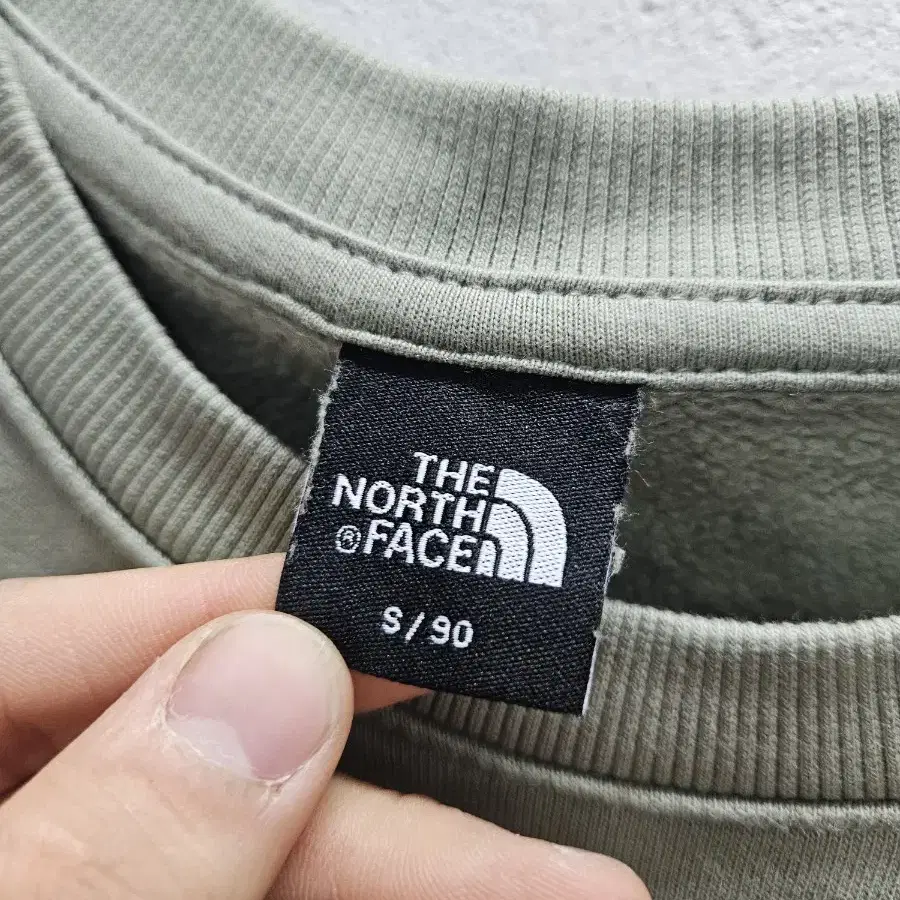 THE
NORTH
® FACE
S/90